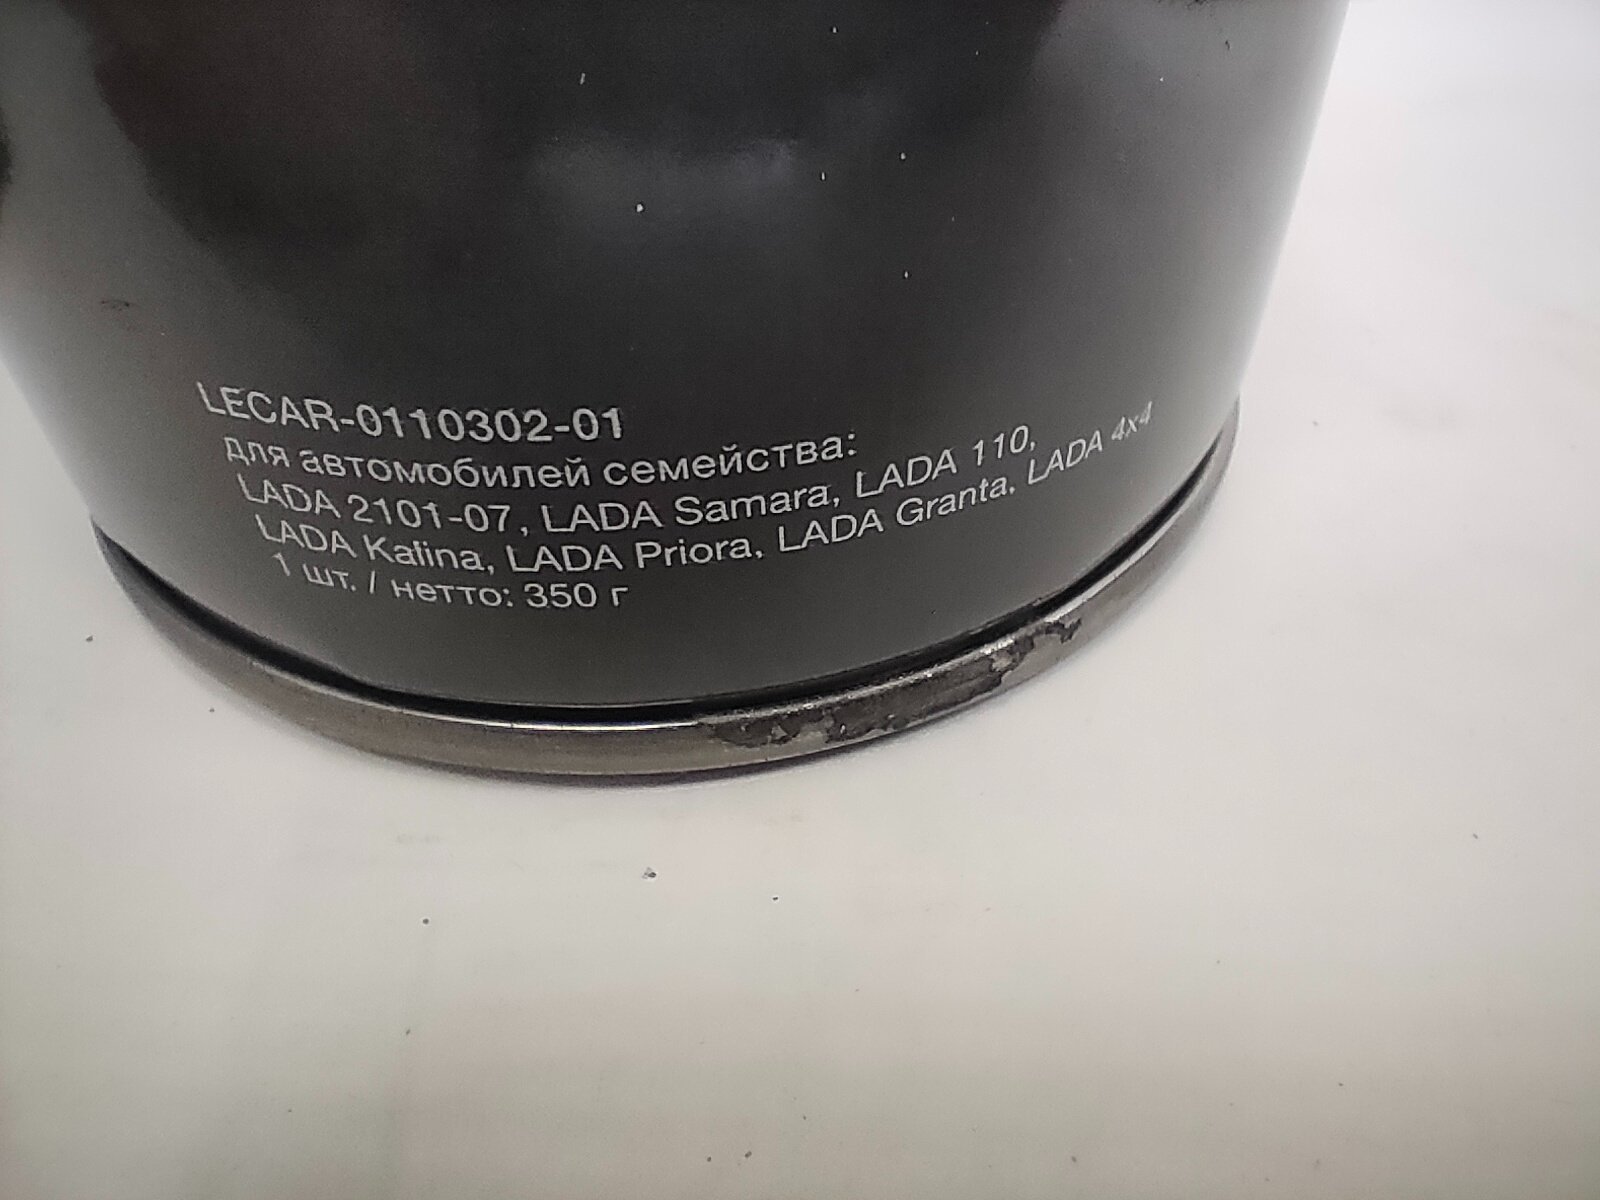 LECAR-0110302-01
для автомобилей семейства:
LADA 2101-07, LADA Samara, LADA 110,
LADA Kalina, LADA Priora, LADA Granta, LADA 4x4
1 шт. / нетто: 350 г